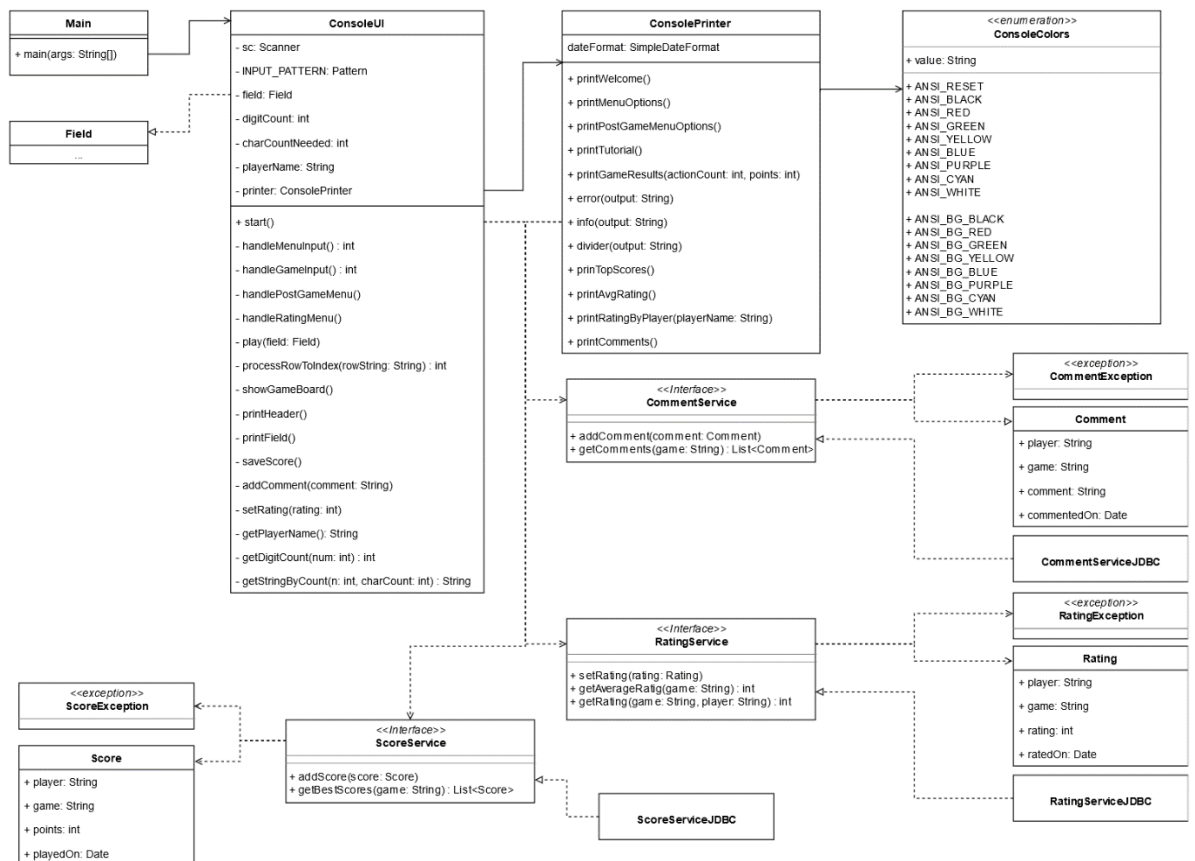 Main
+ main(args: String[])
Field
...
ConsoleUI
- sc: Scanner
- INPUT_PATTERN: Pattern
- field: Field
- digitCount: int
- charCountNeeded: int
- playerName: String
- printer: ConsolePrinter
+ start()
- handleMenuInput() : int
- handleGameInput() : int
- handlePostGameMenu()
- handleRatingMenu()
- play(field: Field)
- processRowToIndex(rowString: String) : int
- showGameBoard()
- printHeader()
- printField()
- saveScore()
- addComment(comment: String)
- setRating(rating: int)
- getPlayerName(): String
- getDigitCount(num: int) : int
- getStringByCount(n: int, charCount: int) : String
ConsolePrinter
dateFormat: SimpleDateFormat
+ printWelcome()
+ printMenuOptions()
+ printPostGameMenuOptions()
+ printTutorial()
+ printGameResults(actionCount: int, points: int)
+ error(output: String)
+ info(output: String)
+ divider(output: String)
+ prinTopScores()
+ printAvgRating()
+ printRatingByPlayer(playerName: String)
+ printComments()
<<enumeration>>
ConsoleColors
+ value: String
+ ANSI_RESET
+ ANSI_BLACK
+ ANSI_RED
+ ANSI_GREEN
+ ANSI_YELLOW
+ ANSI_BLUE
+ ANSI_PURPLE
+ ANSI_CYAN
+ ANSI_WHITE
+ ANSI_BG_BLACK
+ ANSI_BG_RED
+ ANSI_BG_GREEN
+ ANSI_BG_YELLOW
+ ANSI_BG_BLUE
+ ANSI_BG_PURPLE
+ ANSI_BG_CYAN
+ ANSI_BG_WHITE
<<Interface>>
CommentService
+ addComment(comment: Comment)
+ getComments(game: String) : List<Comment>
<<exception>>
CommentException
Comment
+ player: String
+ game: String
+ comment: String
+ commentedOn: Date
CommentServiceJDBC
<<Interface>>
RatingService
+ setRating(rating: Rating)
+ getAverageRatig(game: String) : int
+ getRating(game: String, player: String) : int
<<exception>>
RatingException
Rating
+ player: String
+ game: String
+ rating: int
+ ratedOn: Date
RatingServiceJDBC
<<exception>>
ScoreException
Score
+ player: String
+ game: String
+ points: int
+ playedOn: Date
<<Interface>>
ScoreService
+ addScore(score: Score)
+ getBestScores(game: String) : List<Score>
ScoreServiceJDBC